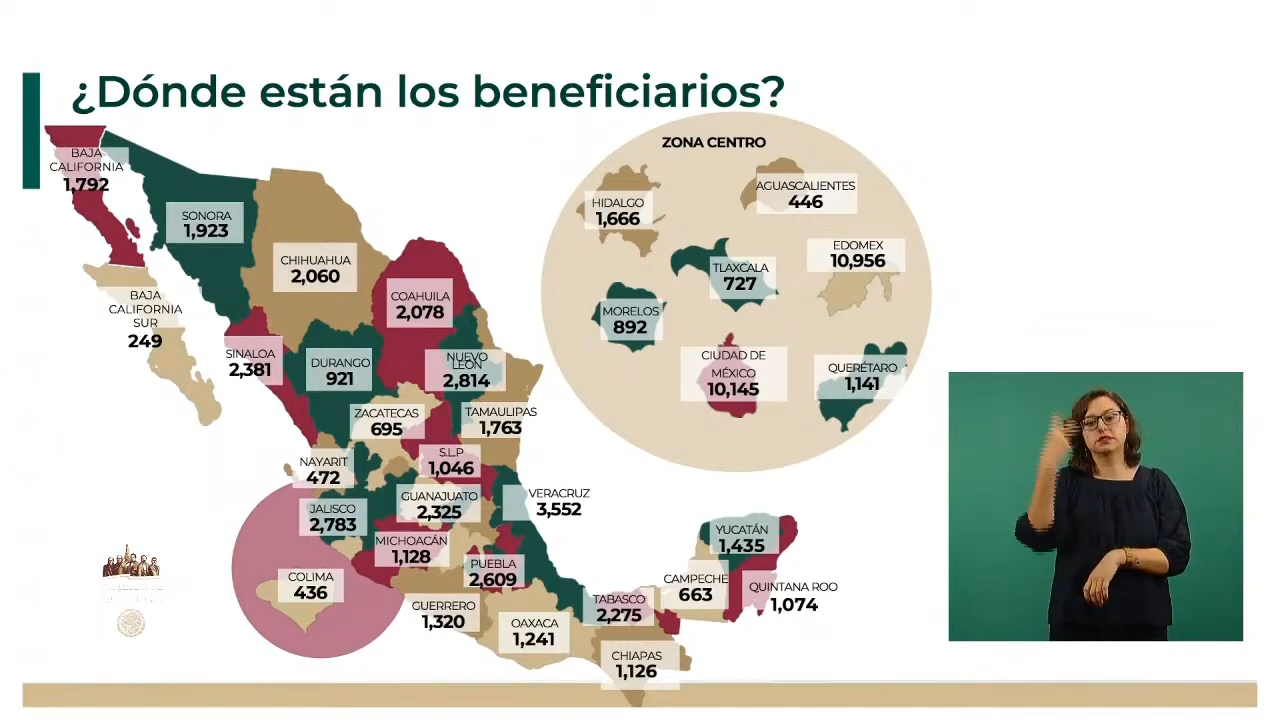 ¿Dónde están los beneficiarios?
ZONA CENTRO
BAJA
CALIFORNIA
1,792
SONORA
1,923
CHIHUAHUA
2,060
COAHUILA
2,078
BAJA
CALIFORNIA
SUR
249
SINALOA
2,381
DURANGO
921
NUEVO
LEÓN
2,814
ZACATECAS
695
TAMAULIPAS
1,763
NAYARIT
472
S.L.P
1,046
JALISCO
2,783
GUANAJUATO
2,325
VERACRUZ
3,552
MICHOACÁN
1,128
PUEBLA
2,609
COLIMA
436
GUERRERO
1,320
OAXACA
1,241
TABASCO
2,275
CHIAPAS
1,126
CAMPECHE
663
YUCATÁN
1,435
QUINTANA ROO
1,074
HIDALGO
1,666
AGUASCALIENTES
446
TLAXCALA
727
EDOMEX
10,956
MORELOS
892
CIUDAD DE
MÉXICO
10,145
QUERÉTARO
1,141